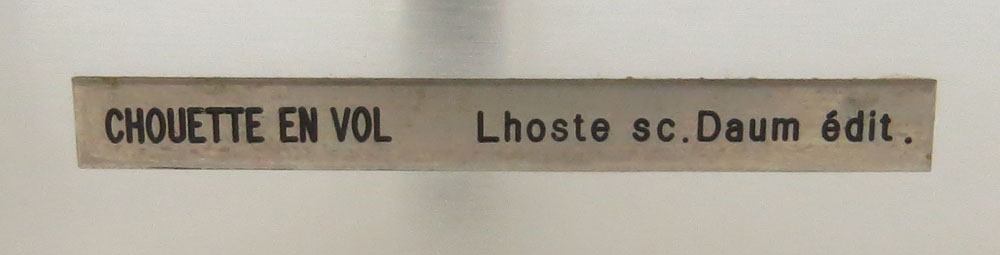 CHOUETTE EN VOL Lhoste sc.Daum édit.